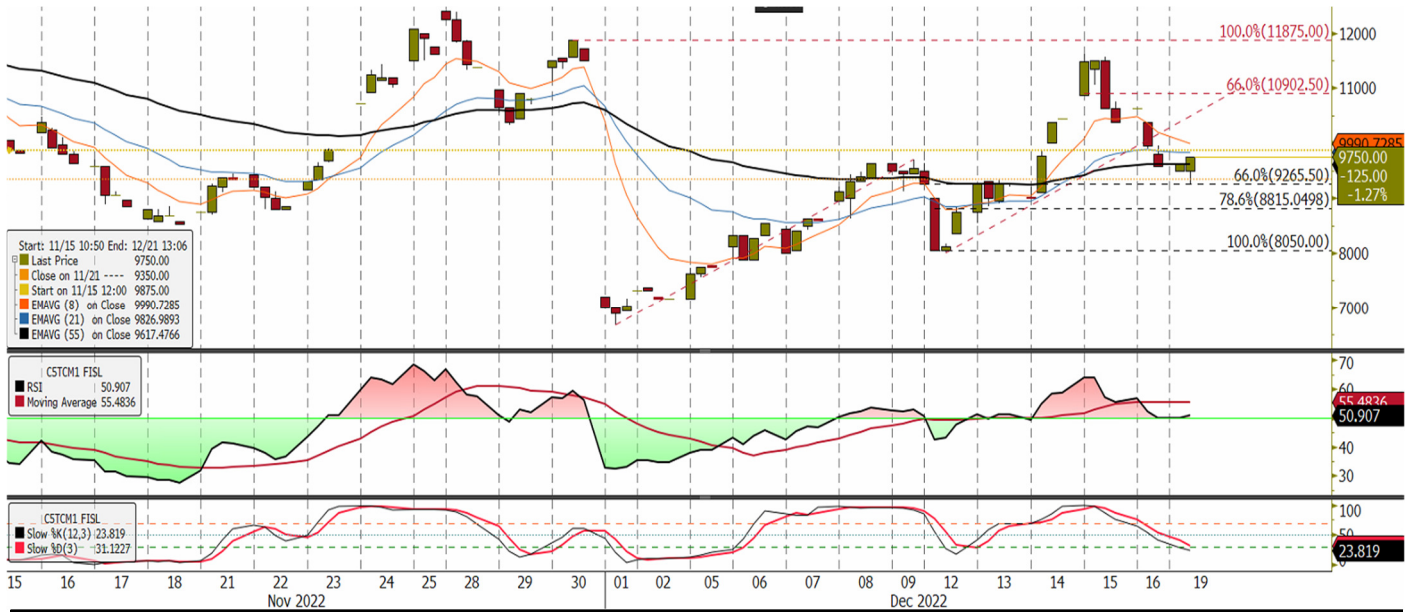 100.0%(11875.00)
12000
11000
66.0%(10902.50)
9990.7285
9750.00
-125.00
-1.27%
66.0%(9265.50)
78.6%(8815.0498)
100.0%(8050.00)
8000
7000
Start: 11/15 10:50 End: 12/21 13:06
Last Price 9750.00
Close on 11/21 ---- 9350.00
Start on 11/15 12:00 9875.00
EMAVG (8) on Close 9990.7285
EMAVG (21) on Close 9826.9893
EMAVG (55) on Close 9617.4766
C5TCM1 FISL
RSI 50.907
Moving Average 55.4836
70
60
55.4836
50.907
40
30
C5TCM1 FISL
Slow %K(12,3) 23.819
Slow %D(3) 31.1227
100
50
23.819
0
15 16 17 18 21 22 23 24 25 28 29 30 01 02 05 06 07 08 09 12 13 14 15 16 19
Nov 2022 Dec 2022